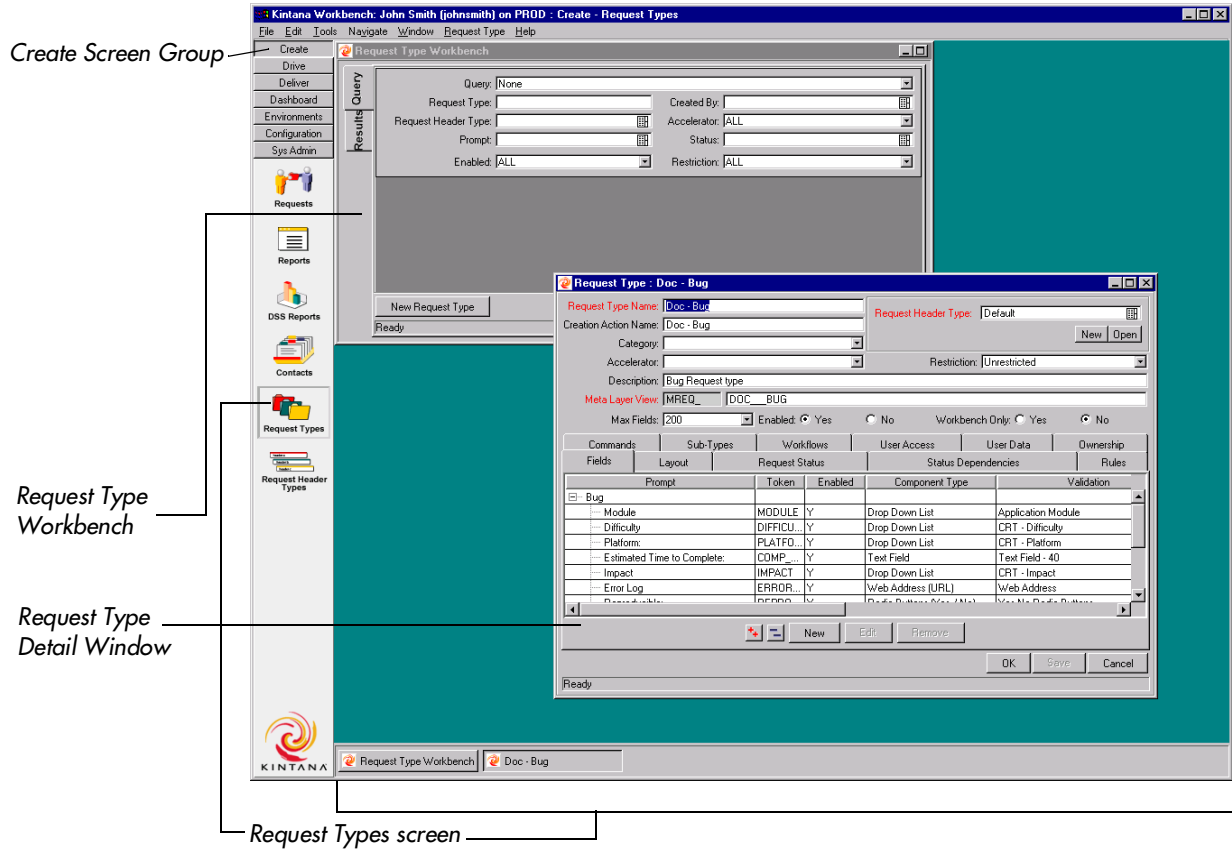 Kintana Workbench: John Smith (johnsmith) on PROD : Create - Request Types
File Edit Tools Navigate Window Request Type Help
Create Screen Group
Create
Drive
Deliver
Dashboard
Environments
Configuration
Sys Admin
Requests
Reports
DSS Reports
Contacts
Request Types
Request Header Types
KINTANA
Request Type Workbench
Query
Results
Query: None
Request Type: Created By:
Request Header Type: Accelerator: ALL
Prompt: Status:
Enabled: ALL Restriction: ALL
New Request Type
Ready
Request Type : Doc - Bug
Request Type Name: Doc - Bug
Request Header Type: Default
Creation Action Name: Doc - Bug
New Open
Category:
Accelerator: Restriction: Unrestricted
Description: Bug Request type
Meta Layer View: MREQ_ DOC___BUG
Max Fields: 200 Enabled: Yes No Workbench Only: Yes No
Commands Sub-Types Workflows User Access User Data Ownership
Fields Layout Request Status Status Dependencies Rules
Prompt Token Enabled Component Type Validation
Bug
Module MODULE Y Drop Down List Application Module
Difficulty DIFFICU... Y Drop Down List CRT - Difficulty
Platform: PLATFO... Y Drop Down List CRT - Platform
Estimated Time to Complete: COMP_... Y Text Field Text Field - 40
Impact IMPACT Y Drop Down List CRT - Impact
Error Log ERROR... Y Web Address (URL) Web Address
New Edit Remove
OK Save Cancel
Ready
Request Type Workbench Doc - Bug
Request Type
Workbench
Request Type
Detail Window
Request Types screen